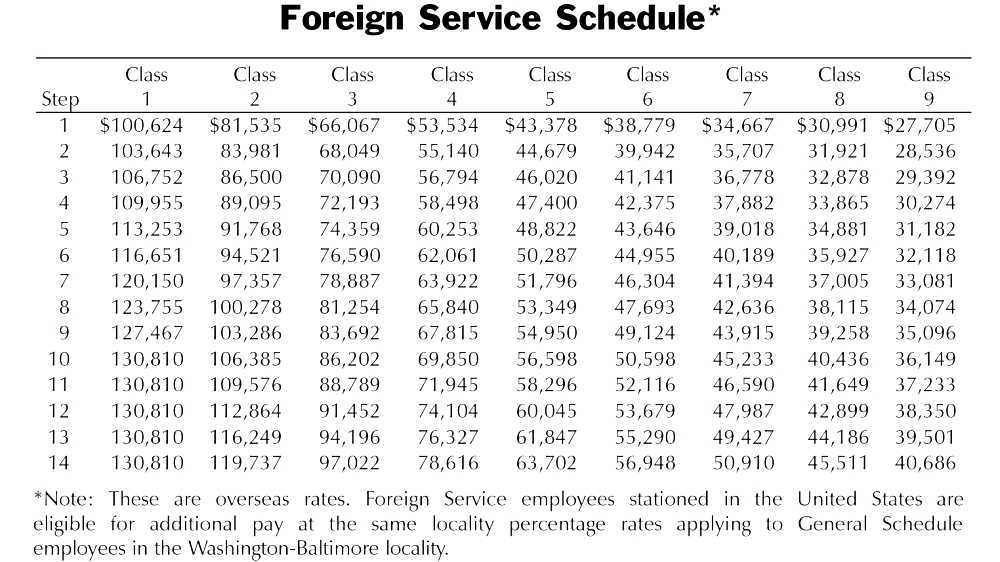 Foreign Service Schedule*
Class Class Class Class Class Class Class Class Class
Step 1 2 3 4 5 6 7 8 9
1 $100,624 $81,535 $66,067 $53,534 $43,378 $38,779 $34,667 $30,991 $27,705
2 103,643 83,981 68,049 55,140 44,679 39,942 35,707 31,921 28,536
3 106,752 86,500 70,090 56,794 46,020 41,141 36,778 32,878 29,392
4 109,955 89,095 72,193 58,498 47,400 42,375 37,882 33,865 30,274
5 113,253 91,768 74,359 60,253 48,822 43,646 39,018 34,881 31,182
6 116,651 94,521 76,590 62,061 50,287 44,955 40,189 35,927 32,118
7 120,150 97,357 78,887 63,922 51,796 46,304 41,394 37,005 33,081
8 123,755 100,278 81,254 65,840 53,349 47,693 42,636 38,115 34,074
9 127,467 103,286 83,692 67,815 54,950 49,124 43,915 39,258 35,096
10 130,810 106,385 86,202 69,850 56,598 50,598 45,233 40,436 36,149
11 130,810 109,576 88,789 71,945 58,296 52,116 46,590 41,649 37,233
12 130,810 112,864 91,452 74,104 60,045 53,679 47,987 42,899 38,350
13 130,810 116,249 94,196 76,327 61,847 55,290 49,427 44,186 39,501
14 130,810 119,737 97,022 78,616 63,702 56,948 50,910 45,511 40,686
*Note: These are overseas rates. Foreign Service employees stationed in the United States are
eligible for additional pay at the same locality percentage rates applying to General Schedule
employees in the Washington-Baltimore locality.